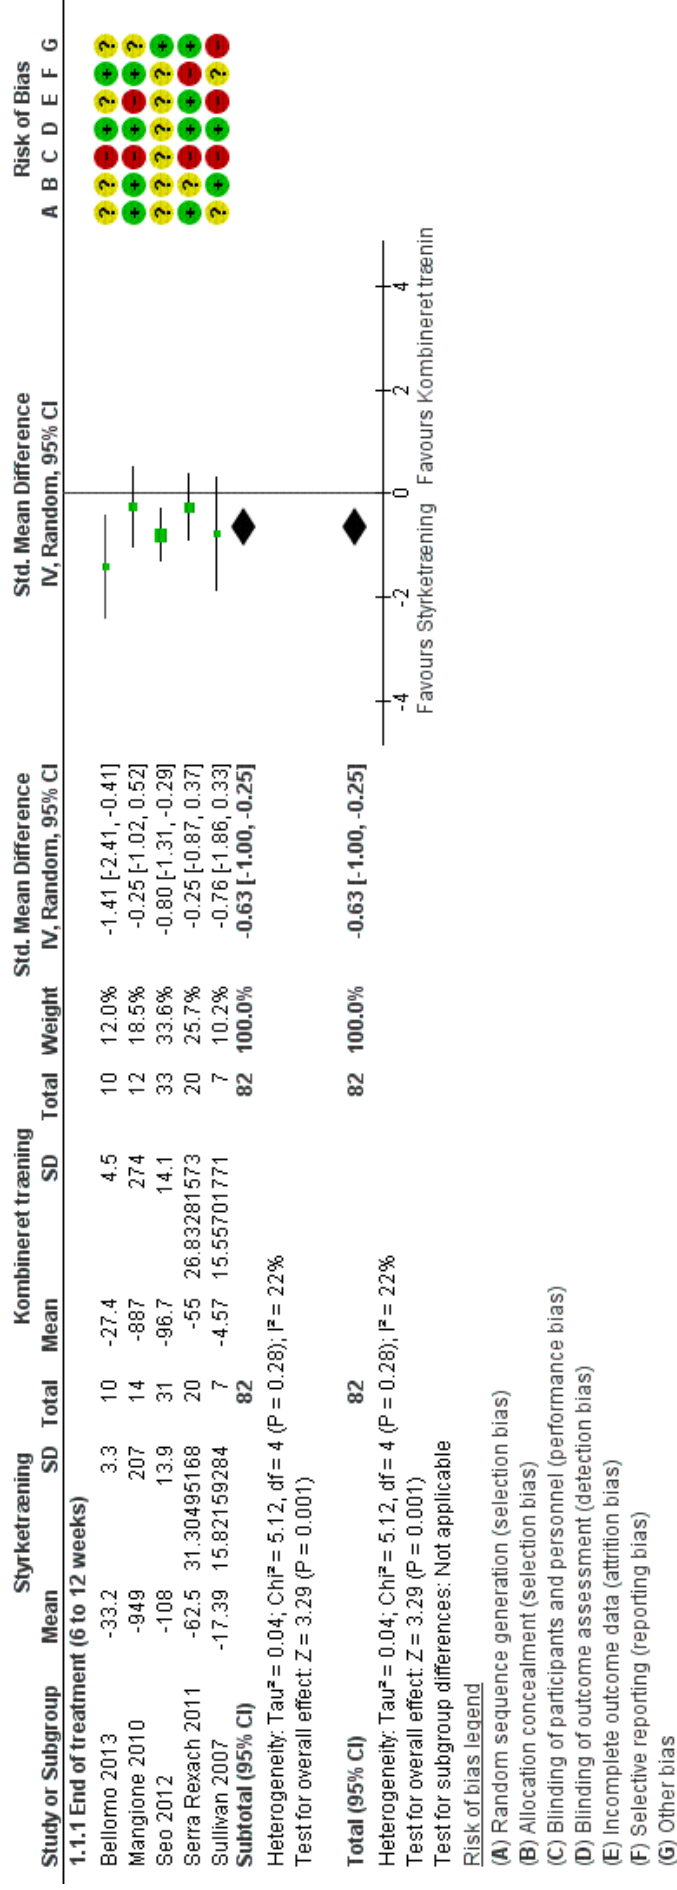 Styrketræning Kombineret træning Std. Mean Difference Std. Mean Difference Risk of Bias
Study or Subgroup Mean SD Total Mean SD Total Weight IV, Random, 95% CI IV, Random, 95% CI A B C D E F G
1.1.1 End of treatment (6 to 12 weeks)
Bellomo 2013 -33.2 3.3 10 -27.4 4.5 10 12.0% -1.41 [-2.41, -0.41] ? ? - + ? + ?
Mangione 2010 -949 207 14 -887 274 12 18.5% -0.25 [-1.02, 0.52] + + - + - + ?
Seo 2012 -108 13.9 31 -96.7 14.1 33 33.6% -0.80 [-1.31, -0.29] ? ? ? ? ? ? +
Serra Rexach 2011 -62.5 31.30495168 20 -55 26.83281573 20 25.7% -0.25 [-0.87, 0.37] + ? - + + - +
Sullivan 2007 -17.39 15.82159284 7 -4.57 15.55701771 7 10.2% -0.76 [-1.86, 0.33] ? + - + - ? -
Subtotal (95% CI) 82 82 100.0% -0.63 [-1.00, -0.25]
Heterogeneity: Tau² = 0.04; Chi² = 5.12, df = 4 (P = 0.28); I² = 22%
Test for overall effect: Z = 3.29 (P = 0.001)
Total (95% CI) 82 82 100.0% -0.63 [-1.00, -0.25]
Heterogeneity: Tau² = 0.04; Chi² = 5.12, df = 4 (P = 0.28); I² = 22%
Test for overall effect: Z = 3.29 (P = 0.001)
Test for subgroup differences: Not applicable
-4 -2 0 2 4
Favours Styrketræning Favours Kombineret trænin
Risk of bias legend
(A) Random sequence generation (selection bias)
(B) Allocation concealment (selection bias)
(C) Blinding of participants and personnel (performance bias)
(D) Blinding of outcome assessment (detection bias)
(E) Incomplete outcome data (attrition bias)
(F) Selective reporting (reporting bias)
(G) Other bias